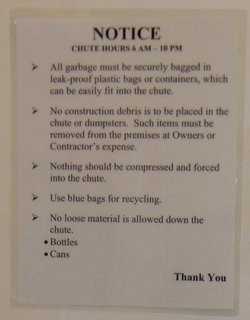 NOTICE
CHUTE HOURS 6 AM – 10 PM
➢ All garbage must be securely bagged in
leak-proof plastic bags or containers, which
can be easily fit into the chute.
➢ No construction debris is to be placed in the
chute or dumpsters. Such items must be
removed from the premises at Owners or
Contractor's expense.
➢ Nothing should be compressed and forced
into the chute.
➢ Use blue bags for recycling.
➢ No loose material is allowed down the
chute.
• Bottles
• Cans
Thank You